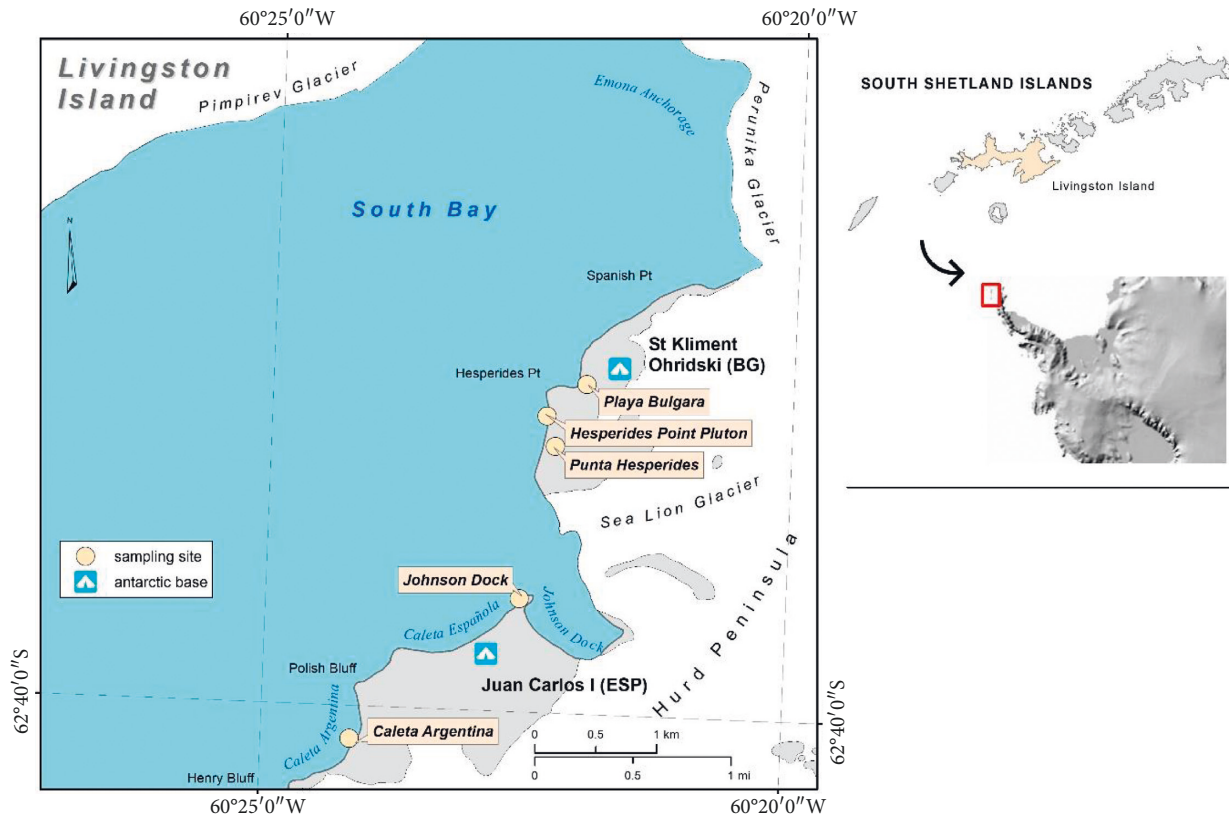 60°25′0″W
60°20′0″W
Livingston
Island
Pimpirev Glacier
Emona Anchorage
Perunika Glacier
South Bay
N
Spanish Pt
St Kliment
Ohridski (BG)
Hesperides Pt
Playa Bulgara
Hesperides Point Pluton
Punta Hesperides
Sea Lion Glacier
sampling site
antarctic base
Johnson Dock
Caleta Española
Johnson Dock
Hurd Peninsula
Polish Bluff
Juan Carlos I (ESP)
62°40′0″S
62°40′0″S
Caleta Argentina
Caleta Argentina
0 0.5 1 km
0 0.5 1 mi
Henry Bluff
60°25′0″W
60°20′0″W
SOUTH SHETLAND ISLANDS
Livingston Island